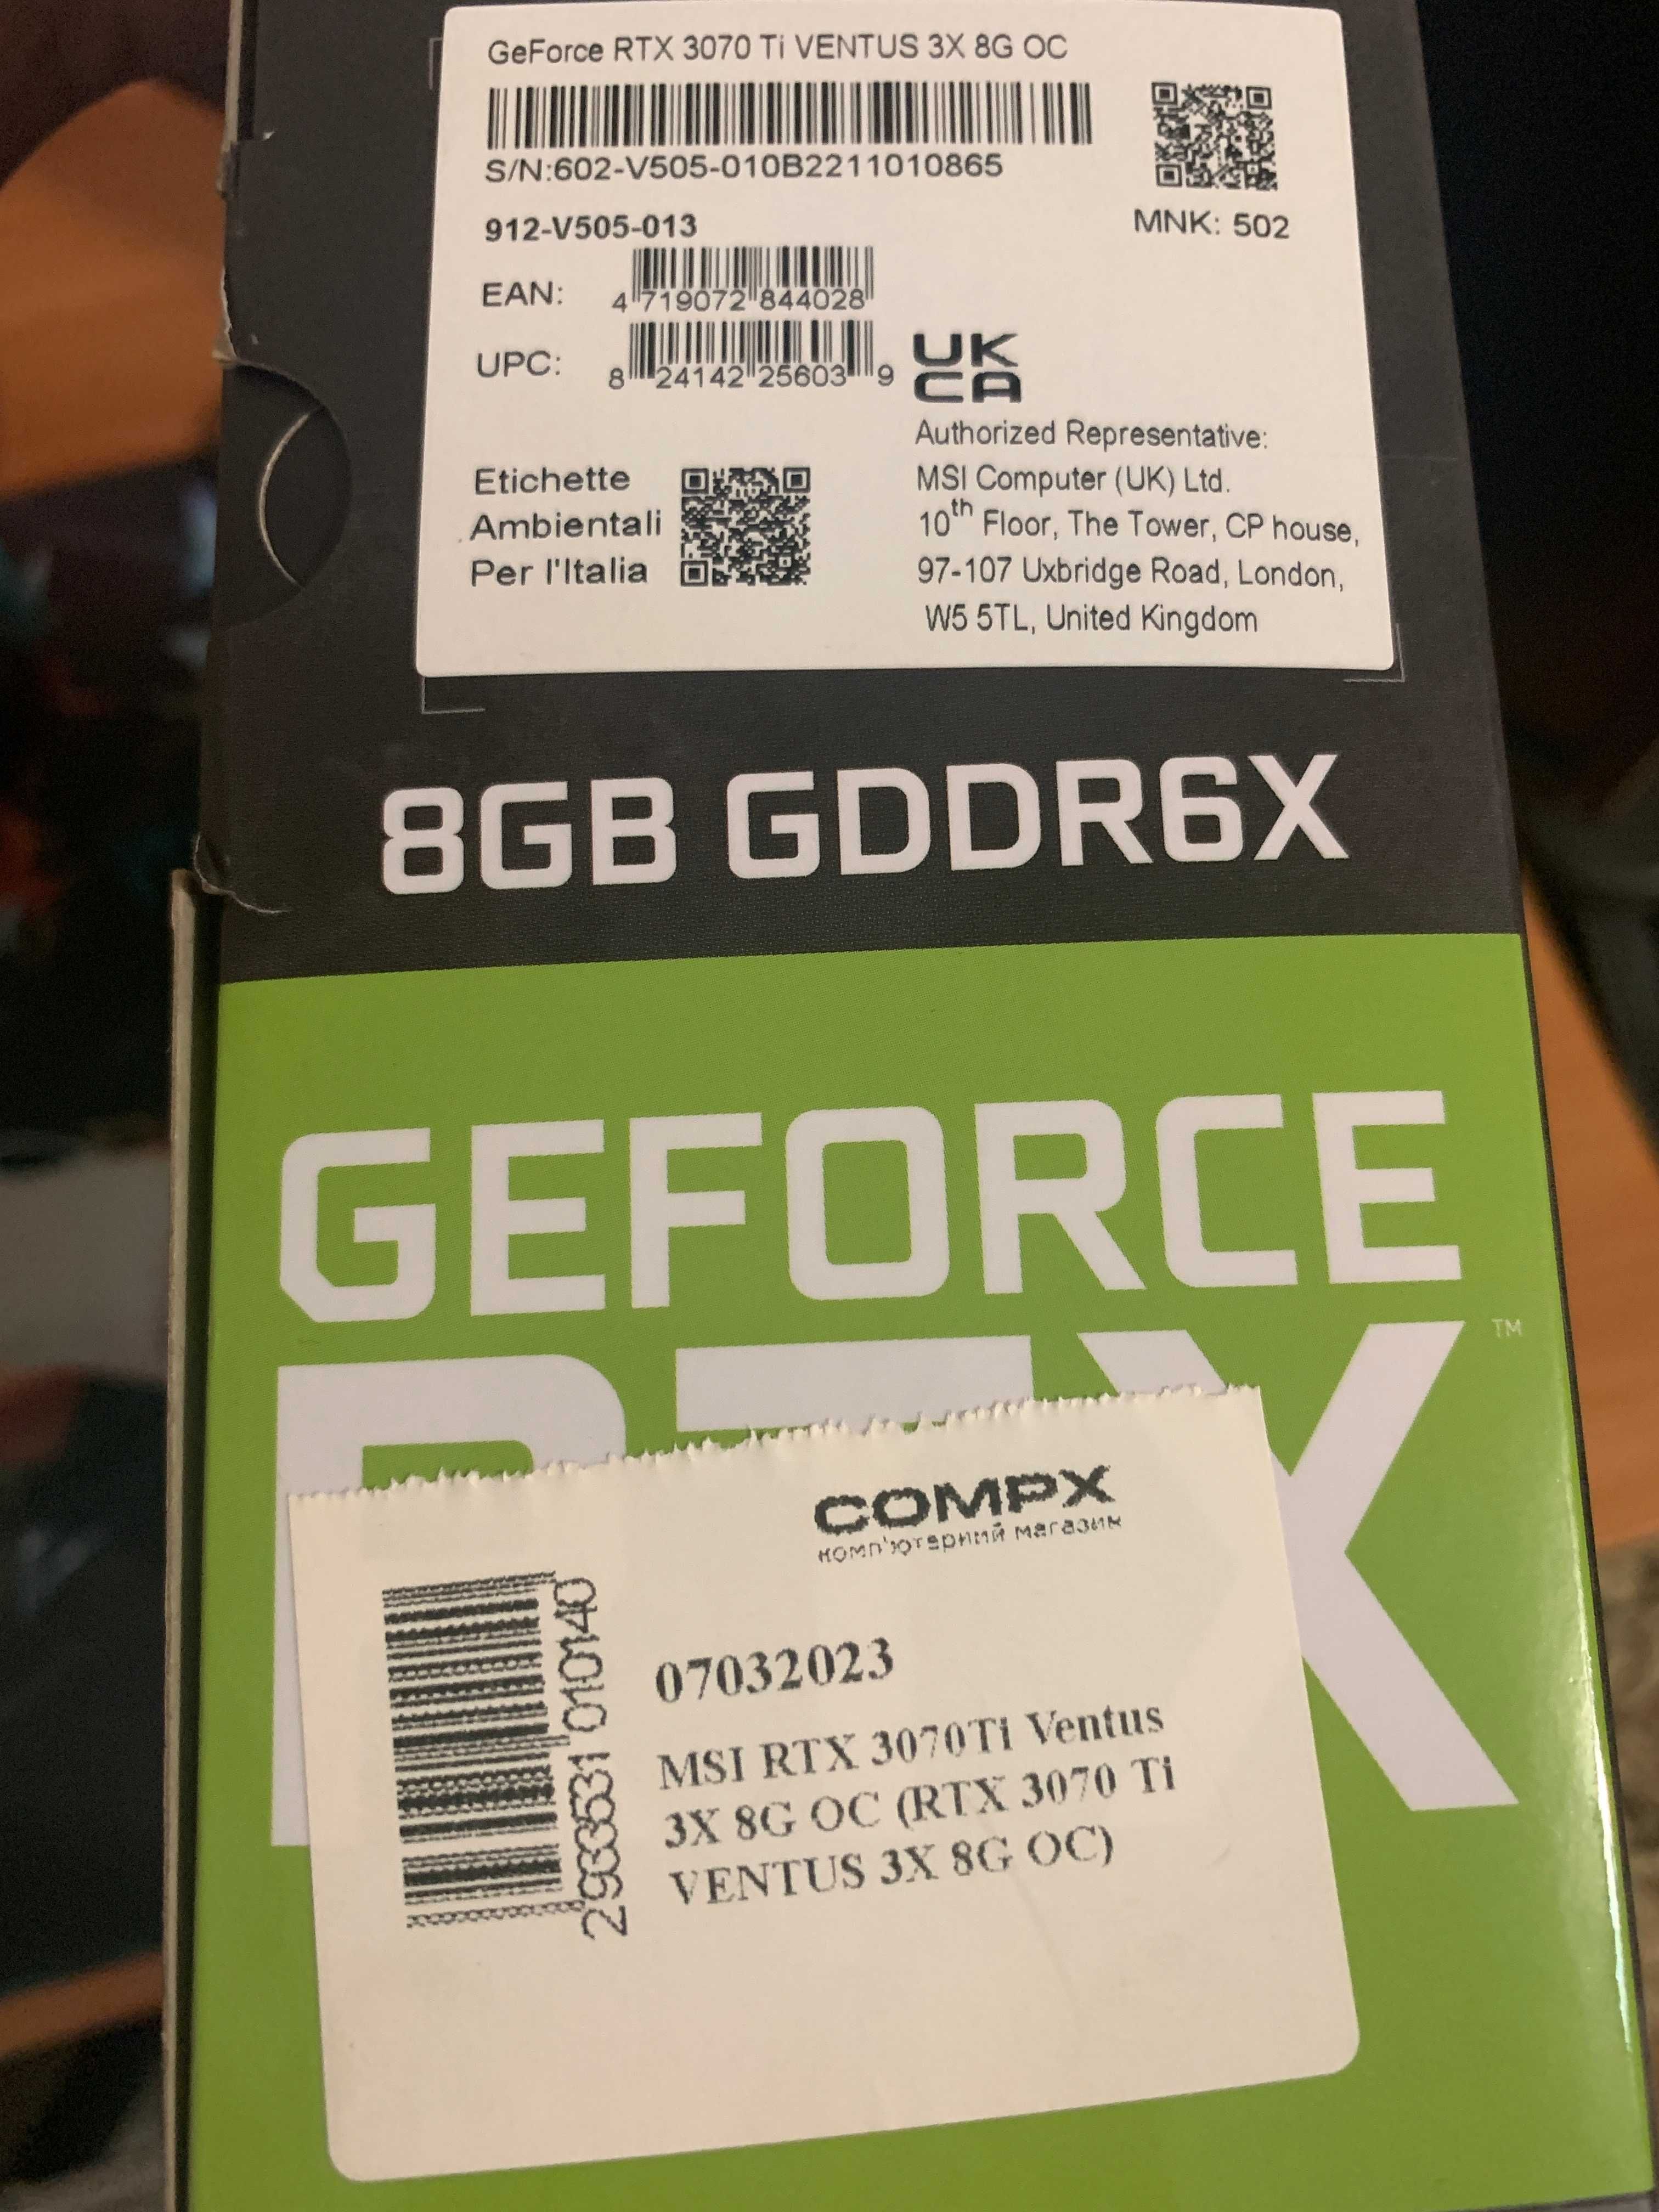 GeForce RTX 3070 Ti VENTUS 3X 8G OC
S/N:602-V505-010B2211010865
912-V505-013
MNK: 502
EAN: 4 719072 844028
UPC: 8 24142 25603 9
UK
CA
Authorized Representative:
MSI Computer (UK) Ltd.
10th Floor, The Tower, CP house,
97-107 Uxbridge Road, London,
W5 5TL, United Kingdom
Etichette
Ambientali
Per l'Italia
8GB GDDR6X
GEFORCE
RTX™
COMPX
комп'ютерний магазин
2933531 010140
07032023
MSI RTX 3070Ti Ventus
3X 8G OC (RTX 3070 Ti
VENTUS 3X 8G OC)